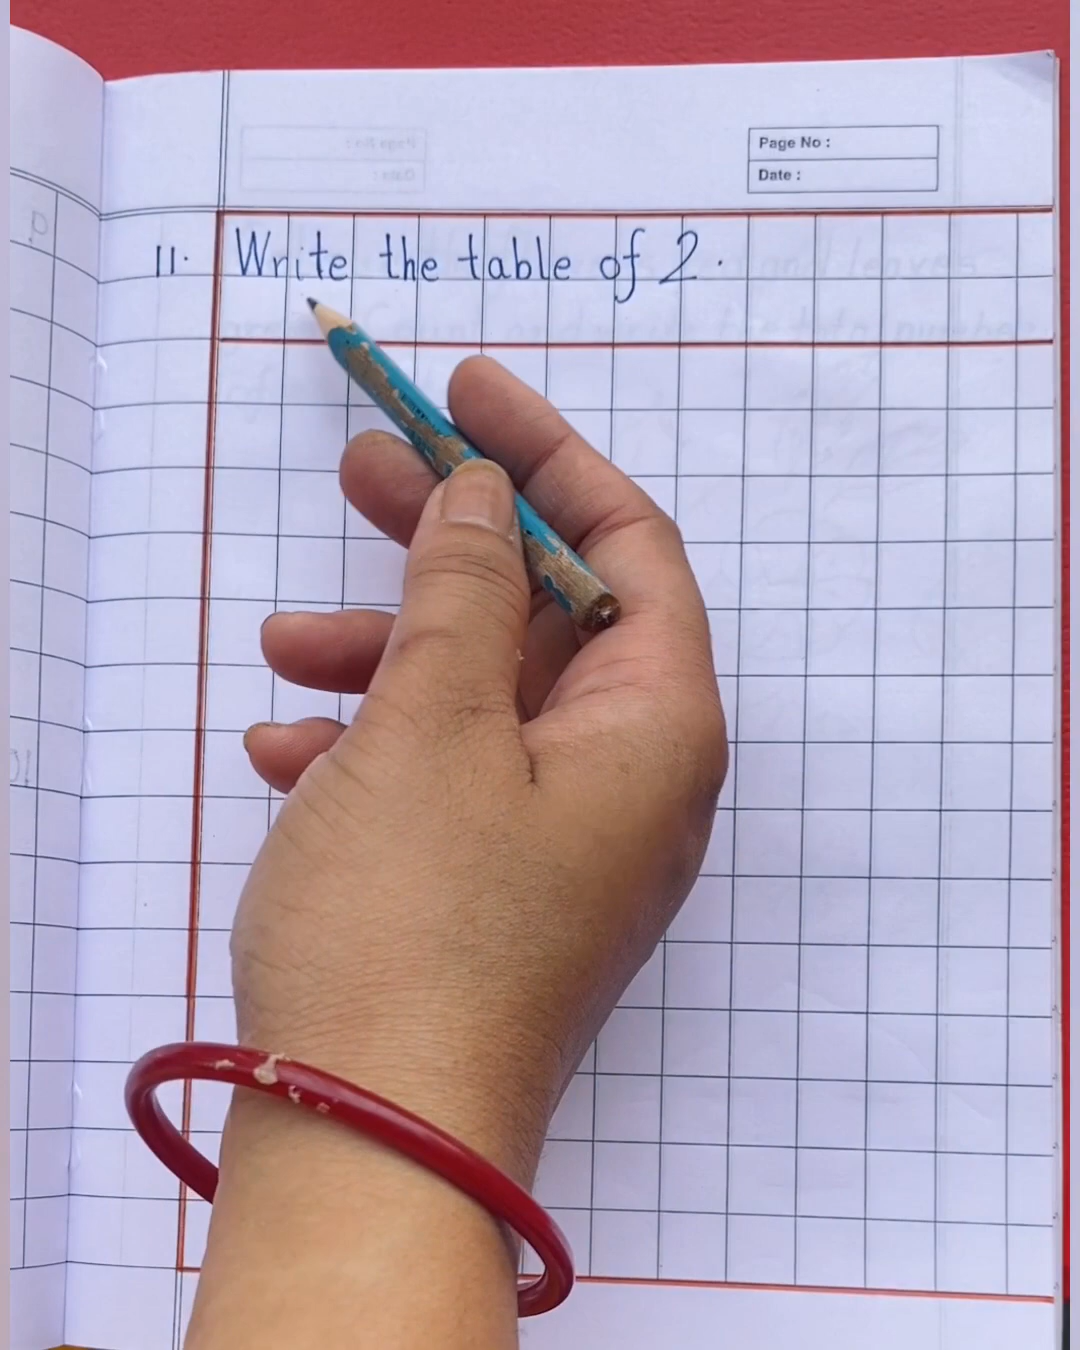 Page No :
Date :
11. Write the table of 2.